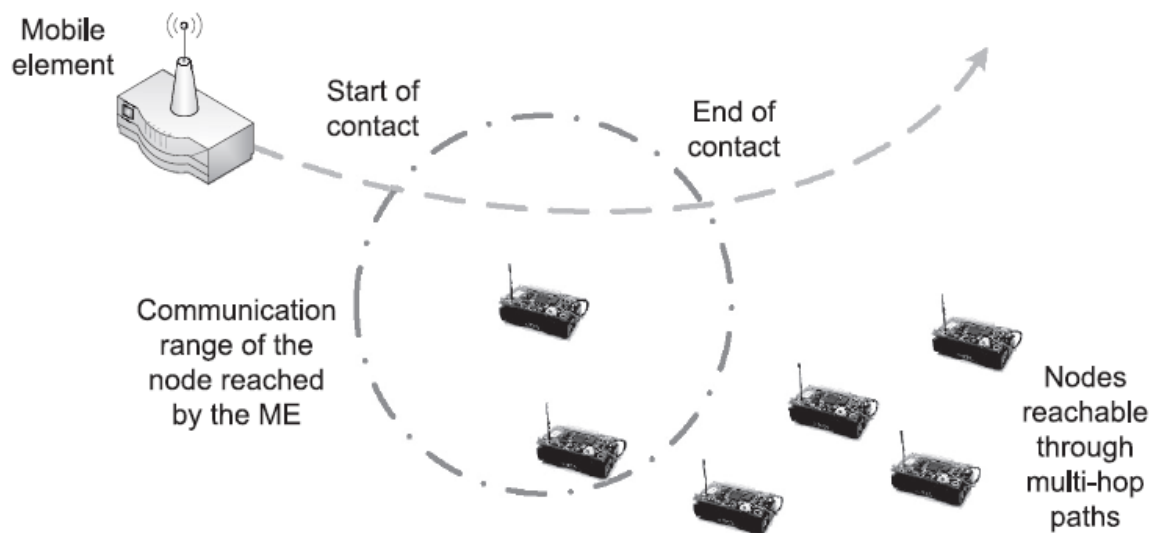 Mobile
element
Start of
contact
End of
contact
Communication
range of the
node reached
by the ME
Nodes
reachable
through
multi-hop
paths